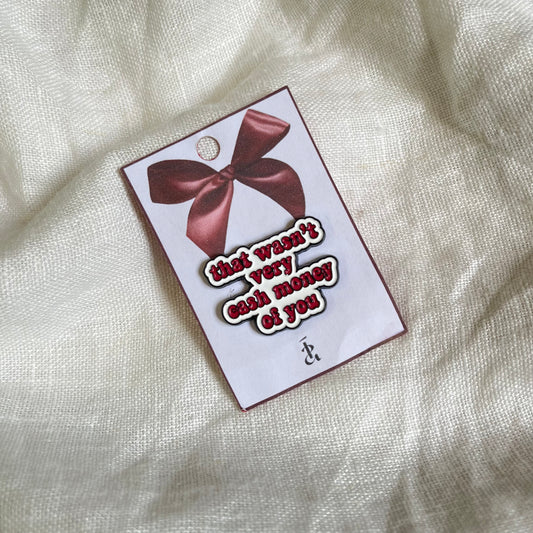 that wasn't
very
cash money
of you